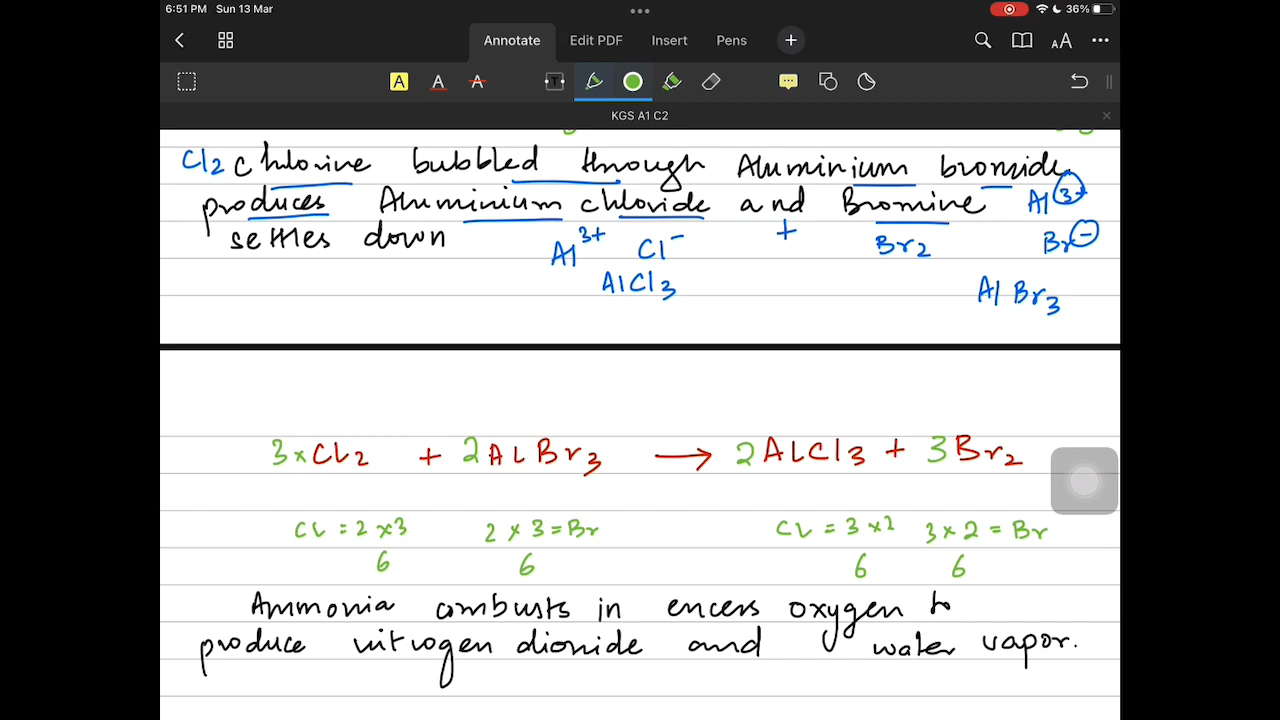 6:51 PM Sun 13 Mar
36%
Annotate Edit PDF Insert Pens
KGS A1 C2
Cl2 chlorine bubbled through Aluminium bromide
produces Aluminium chloride and Bromine Al3+
settles down Al3+ Cl- + Br2 Br-
AlCl3 AlBr3
3×CL2 + 2ALBr3 → 2ALCl3 + 3Br2
CL = 2×3 2×3 = Br CL = 3×2 3×2 = Br
6 6 6 6
Ammonia combusts in excess oxygen to
produce nitrogen dioxide and water vapor.